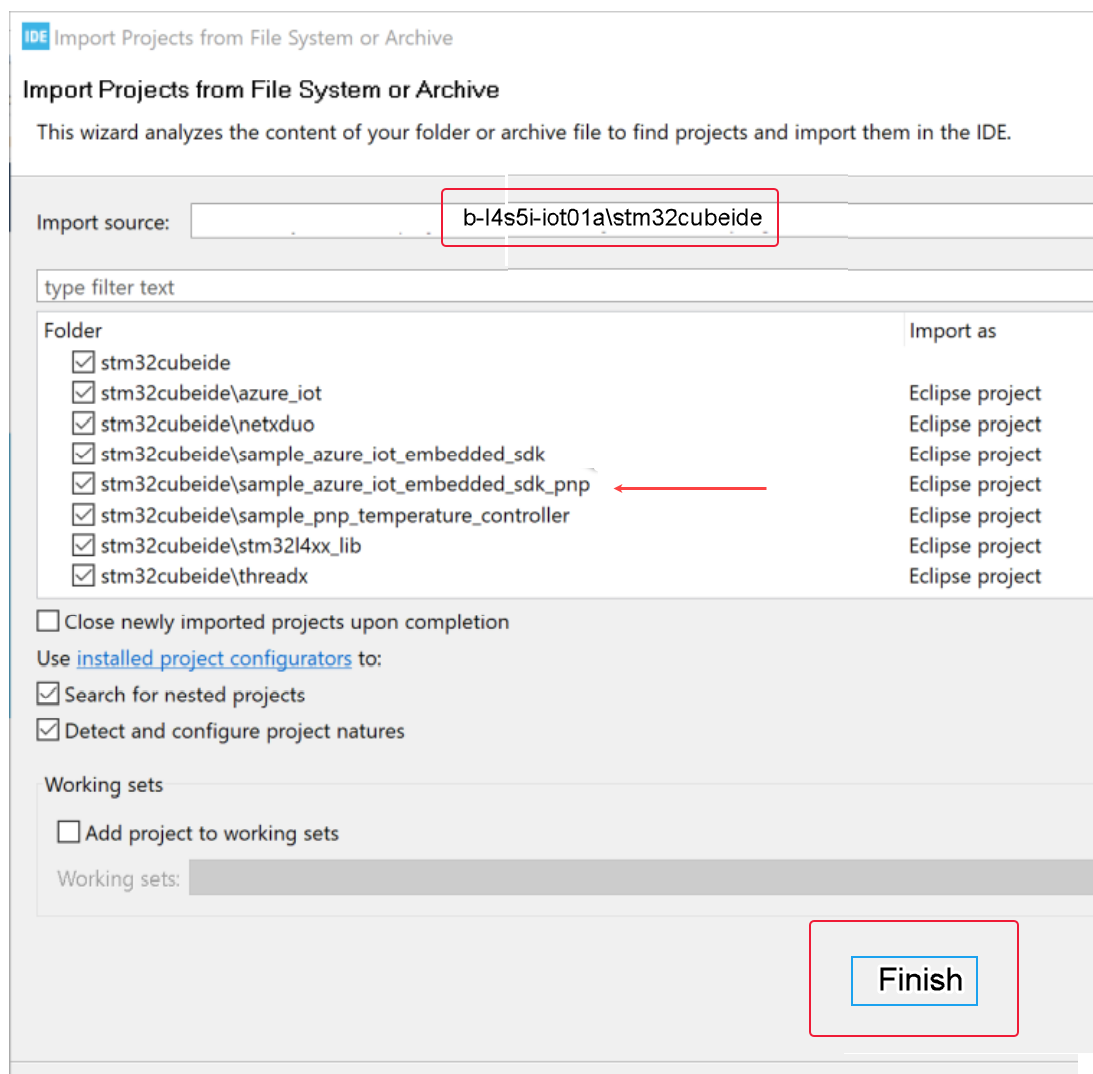 IDE Import Projects from File System or Archive
Import Projects from File System or Archive
This wizard analyzes the content of your folder or archive file to find projects and import them in the IDE.
Import source: b-l4s5i-iot01a\stm32cubeide
type filter text
Folder Import as
stm32cubeide
stm32cubeide\azure_iot Eclipse project
stm32cubeide\netxduo Eclipse project
stm32cubeide\sample_azure_iot_embedded_sdk Eclipse project
stm32cubeide\sample_azure_iot_embedded_sdk_pnp Eclipse project
stm32cubeide\sample_pnp_temperature_controller Eclipse project
stm32cubeide\stm32l4xx_lib Eclipse project
stm32cubeide\threadx Eclipse project
Close newly imported projects upon completion
Use installed project configurators to:
Search for nested projects
Detect and configure project natures
Working sets
Add project to working sets
Working sets:
Finish